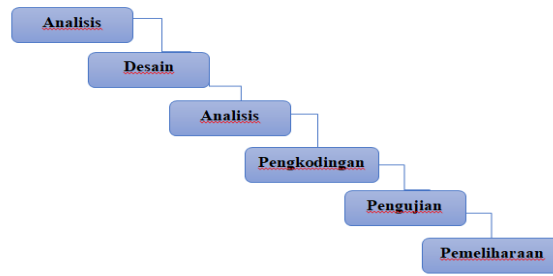 Analisis
Desain
Analisis
Pengkodingan
Pengujian
Pemeliharaan